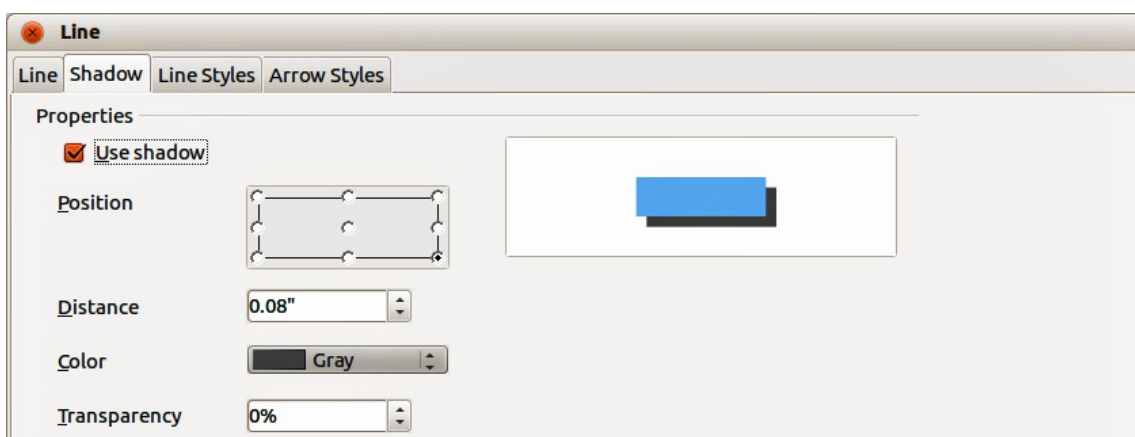 Line
Line Shadow Line Styles Arrow Styles
Properties
Use shadow
Position
Distance 0.08"
Color Gray
Transparency 0%